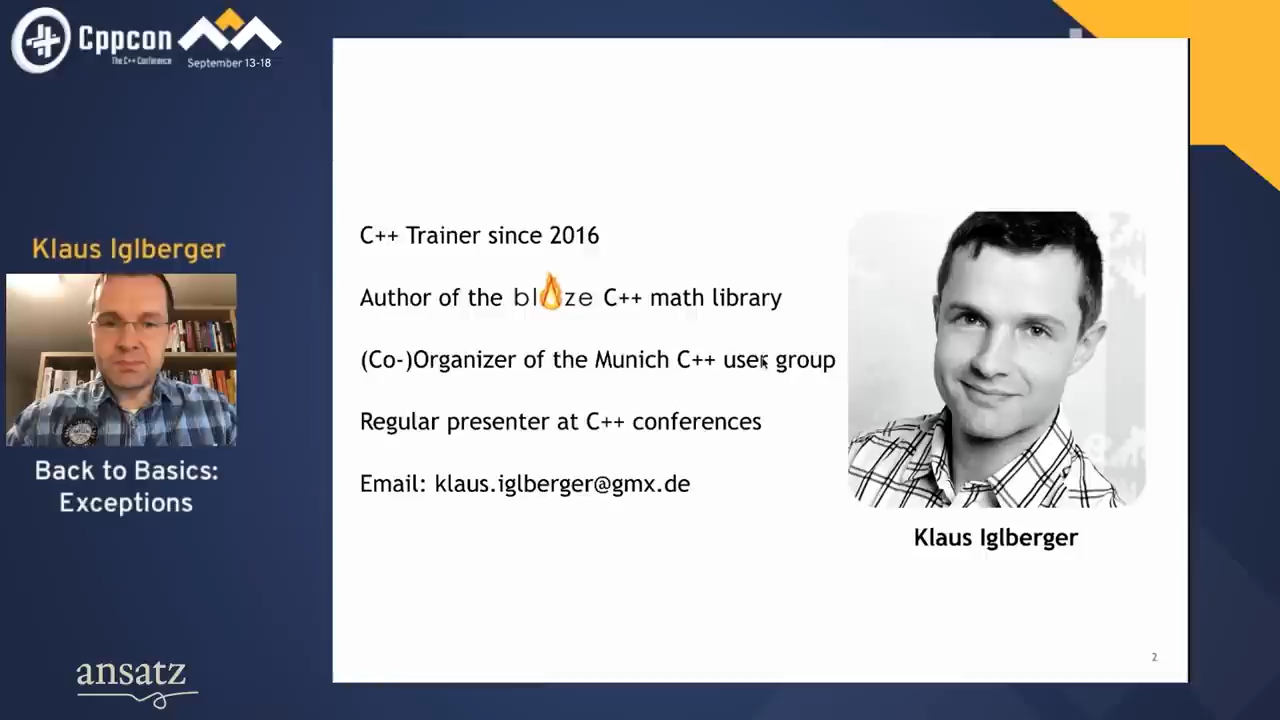 Cppcon
The C++ Conference
September 13-18
Klaus Iglberger
Back to Basics:
Exceptions
ansatz
C++ Trainer since 2016
Author of the blaze C++ math library
(Co-)Organizer of the Munich C++ user group
Regular presenter at C++ conferences
Email: klaus.iglberger@gmx.de
Klaus Iglberger
2